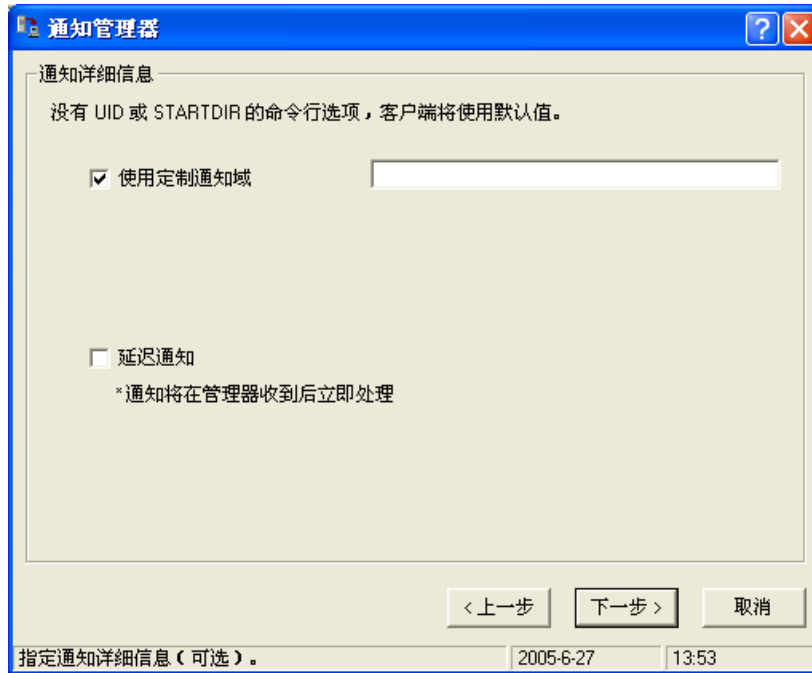 通知管理器
通知详细信息
没有 UID 或 STARTDIR 的命令行选项，客户端将使用默认值。
使用定制通知域
延迟通知
*通知将在管理器收到后立即处理
<上一步 下一步> 取消
指定通知详细信息（可选）。 2005-6-27 13:53